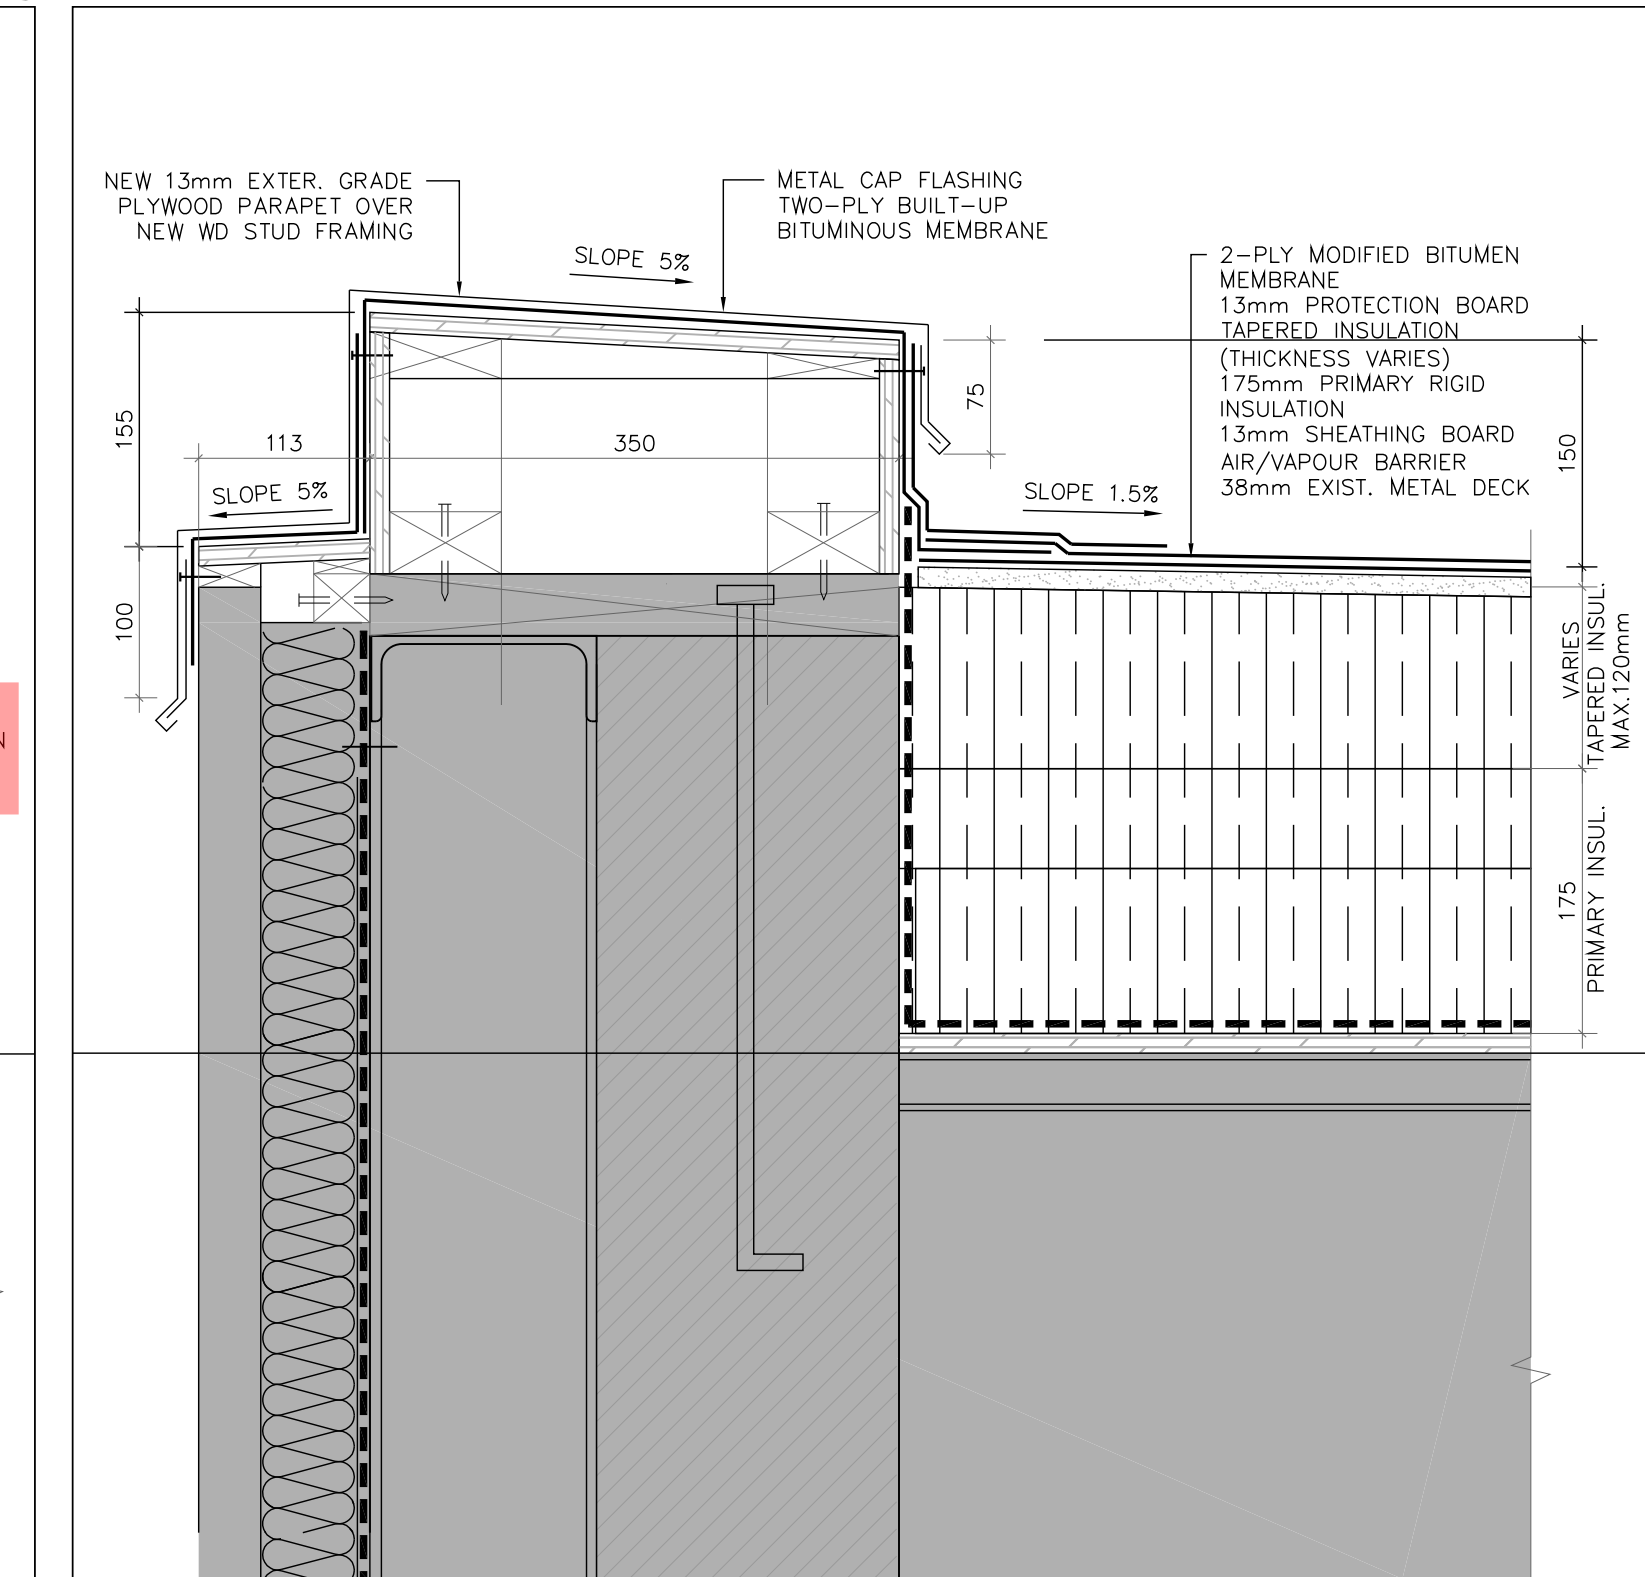 NEW 13mm EXTER. GRADE
PLYWOOD PARAPET OVER
NEW WD STUD FRAMING
METAL CAP FLASHING
TWO-PLY BUILT-UP
BITUMINOUS MEMBRANE
SLOPE 5%
2-PLY MODIFIED BITUMEN
MEMBRANE
13mm PROTECTION BOARD
TAPERED INSULATION
(THICKNESS VARIES)
175mm PRIMARY RIGID
INSULATION
13mm SHEATHING BOARD
AIR/VAPOUR BARRIER
38mm EXIST. METAL DECK
155
113
350
75
150
SLOPE 5%
SLOPE 1.5%
100
VARIES
TAPERED INSUL.
MAX.120mm
175
PRIMARY INSUL.
N